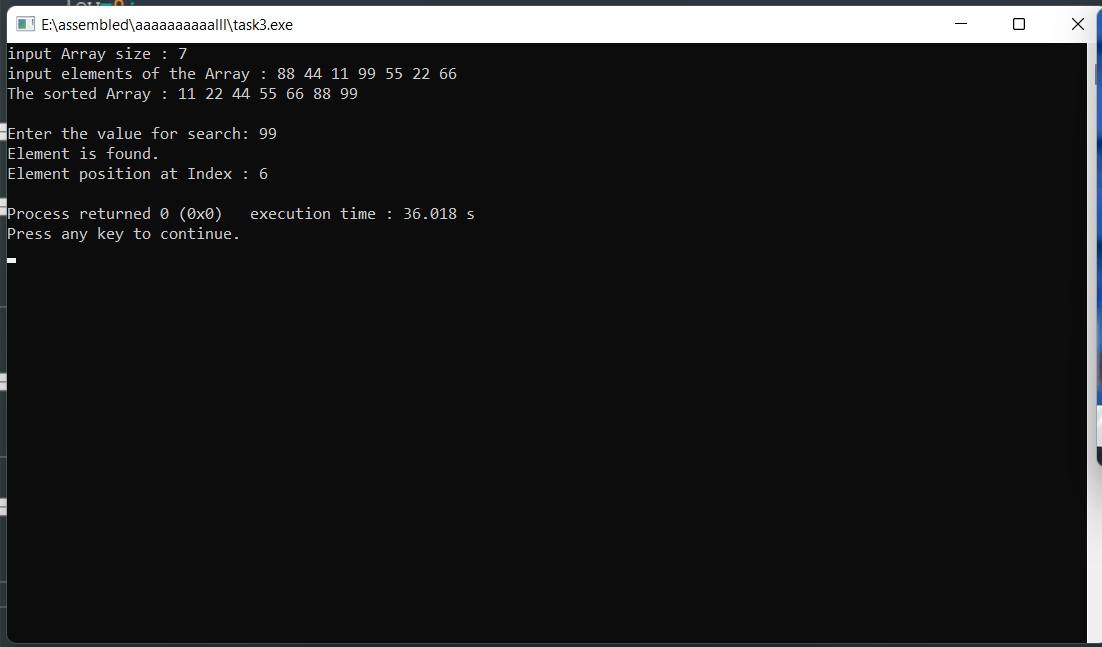 E:\assembled\aaaaaaaaaalll\task3.exe
input Array size : 7
input elements of the Array : 88 44 11 99 55 22 66
The sorted Array : 11 22 44 55 66 88 99
Enter the value for search: 99
Element is found.
Element position at Index : 6
Process returned 0 (0x0)   execution time : 36.018 s
Press any key to continue.